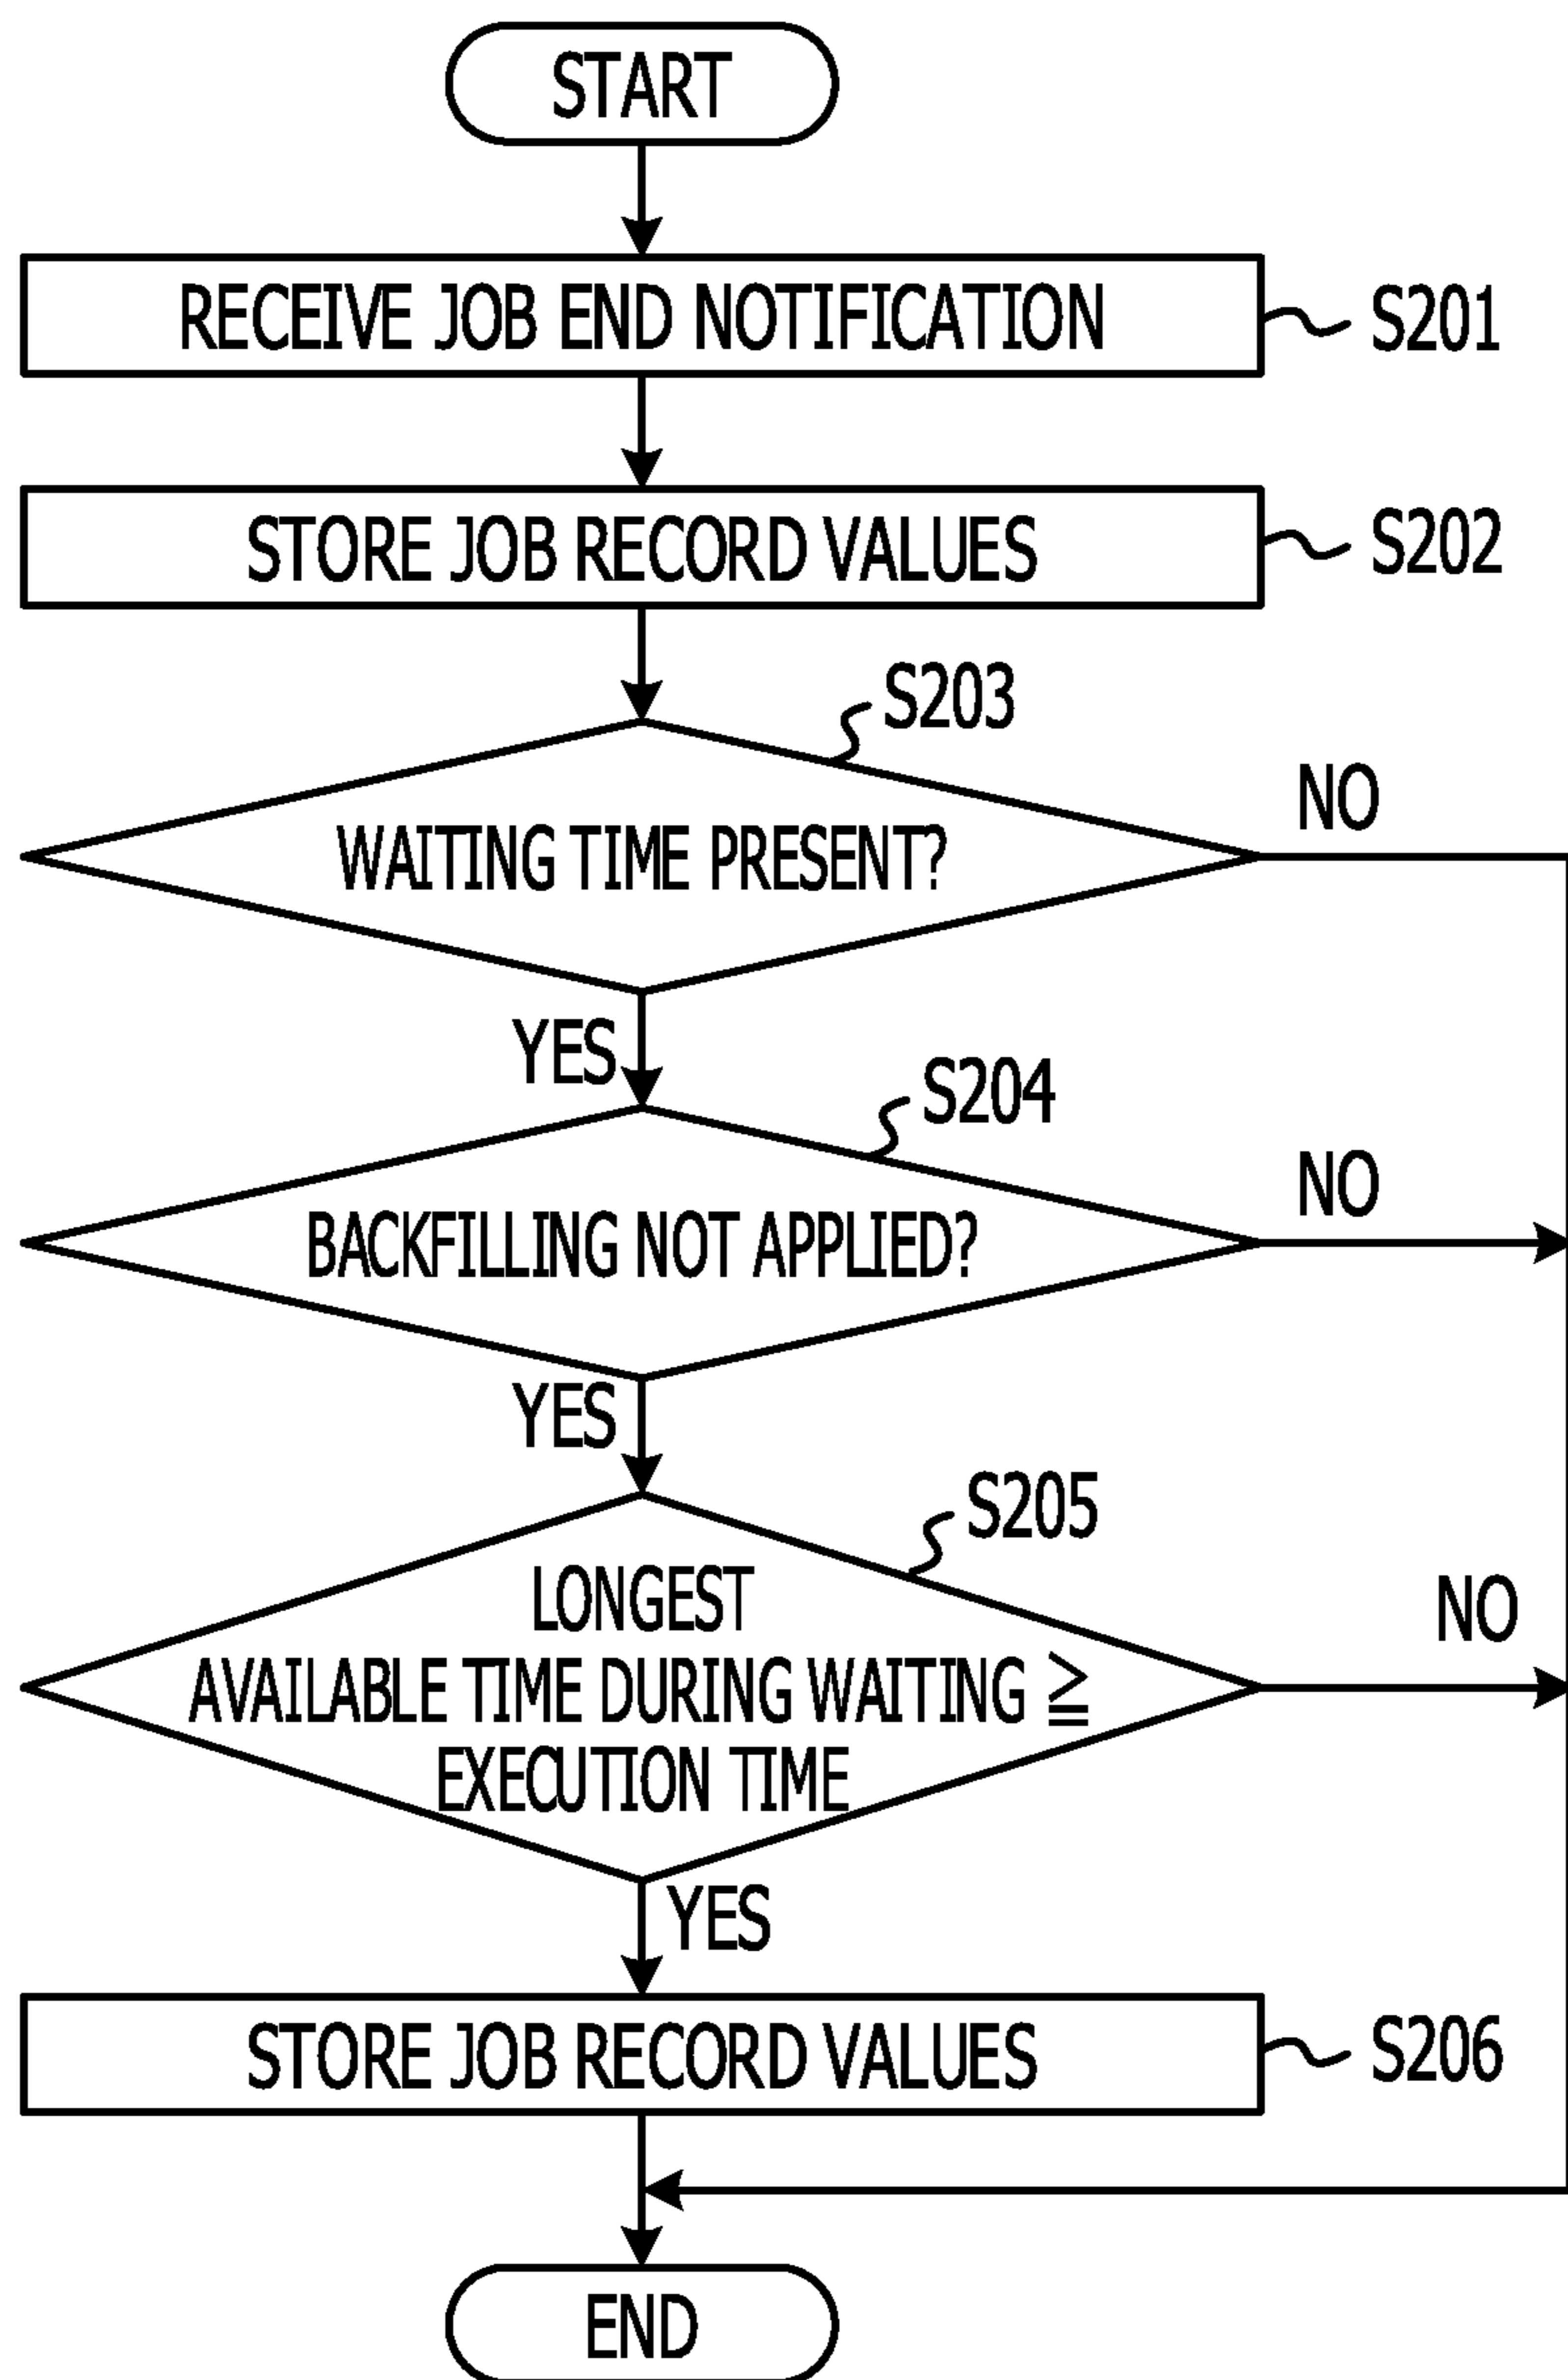 START
RECEIVE JOB END NOTIFICATION
S201
STORE JOB RECORD VALUES
S202
S203
WAITING TIME PRESENT?
NO
YES
S204
BACKFILLING NOT APPLIED?
NO
YES
S205
LONGEST
AVAILABLE TIME DURING WAITING ≧
EXECUTION TIME
NO
YES
STORE JOB RECORD VALUES
S206
END